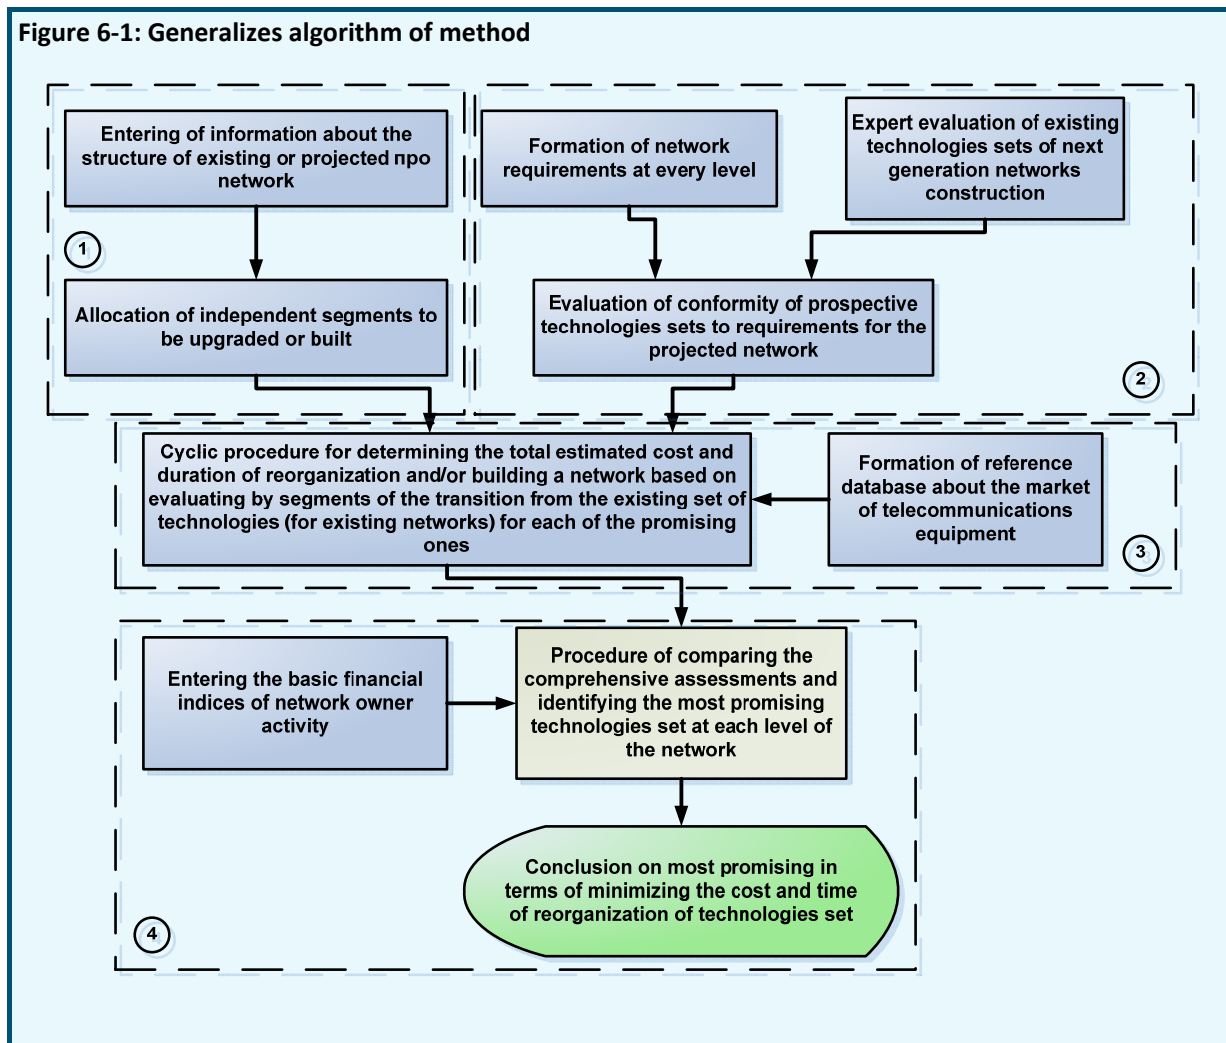 Figure 6-1: Generalizes algorithm of method
Entering of information about the
structure of existing or projected про
network
Formation of network
requirements at every level
Expert evaluation of existing
technologies sets of next
generation networks
construction
1
Allocation of independent segments to
be upgraded or built
Evaluation of conformity of prospective
technologies sets to requirements for the
projected network
2
Cyclic procedure for determining the total estimated cost and
duration of reorganization and/or building a network based on
evaluating by segments of the transition from the existing set of
technologies (for existing networks) for each of the promising
ones
Formation of reference
database about the market
of telecommunications
equipment
3
Entering the basic financial
indices of network owner
activity
Procedure of comparing the
comprehensive assessments and
identifying the most promising
technologies set at each level of
the network
Conclusion on most promising in
terms of minimizing the cost and time
of reorganization of technologies set
4